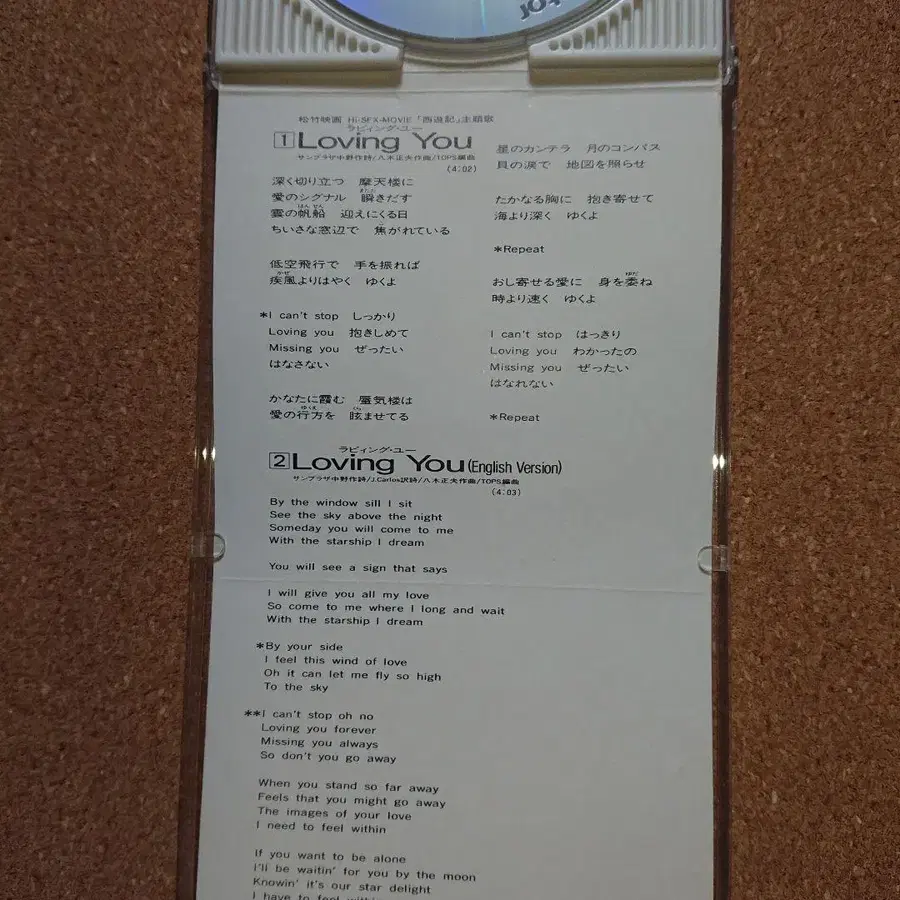 松竹映画 Hi-SFX-MOVIE「西遊記」主題歌
ラビィング・ユー
1 Loving You
サンプラザ中野作詩/八木正夫作曲/TOPS編曲
(4:02)
深く切り立つ 摩天楼に
愛のシグナル 瞬きだす
雲の帆船 迎えにくる日
ちいさな窓辺で 焦がれている
低空飛行で 手を振れば
疾風よりはやく ゆくよ
*I can't stop しっかり
Loving you 抱きしめて
Missing you ぜったい
はなさない
かなたに霞む 蜃気楼は
愛の行方を 眩ませてる
星のカンテラ 月のコンパス
貝の涙で 地図を照らせ
たかなる胸に 抱き寄せて
海より深く ゆくよ
*Repeat
おし寄せる愛に 身を委ね
時より速く ゆくよ
I can't stop はっきり
Loving you わかったの
Missing you ぜったい
はなれない
*Repeat
ラビィング・ユー
2 Loving You (English Version)
サンプラザ中野作詩/J.Carlos訳詩/八木正夫作曲/TOPS編曲
(4:03)
By the window sill I sit
See the sky above the night
Someday you will come to me
With the starship I dream
You will see a sign that says
I will give you all my love
So come to me where I long and wait
With the starship I dream
*By your side
I feel this wind of love
Oh it can let me fly so high
To the sky
**I can't stop oh no
Loving you forever
Missing you always
So don't you go away
When you stand so far away
Feels that you might go away
The images of your love
I need to feel within
If you want to be alone
I'll be waitin' for you by the moon
Knowin' it's our star delight
I have to feel